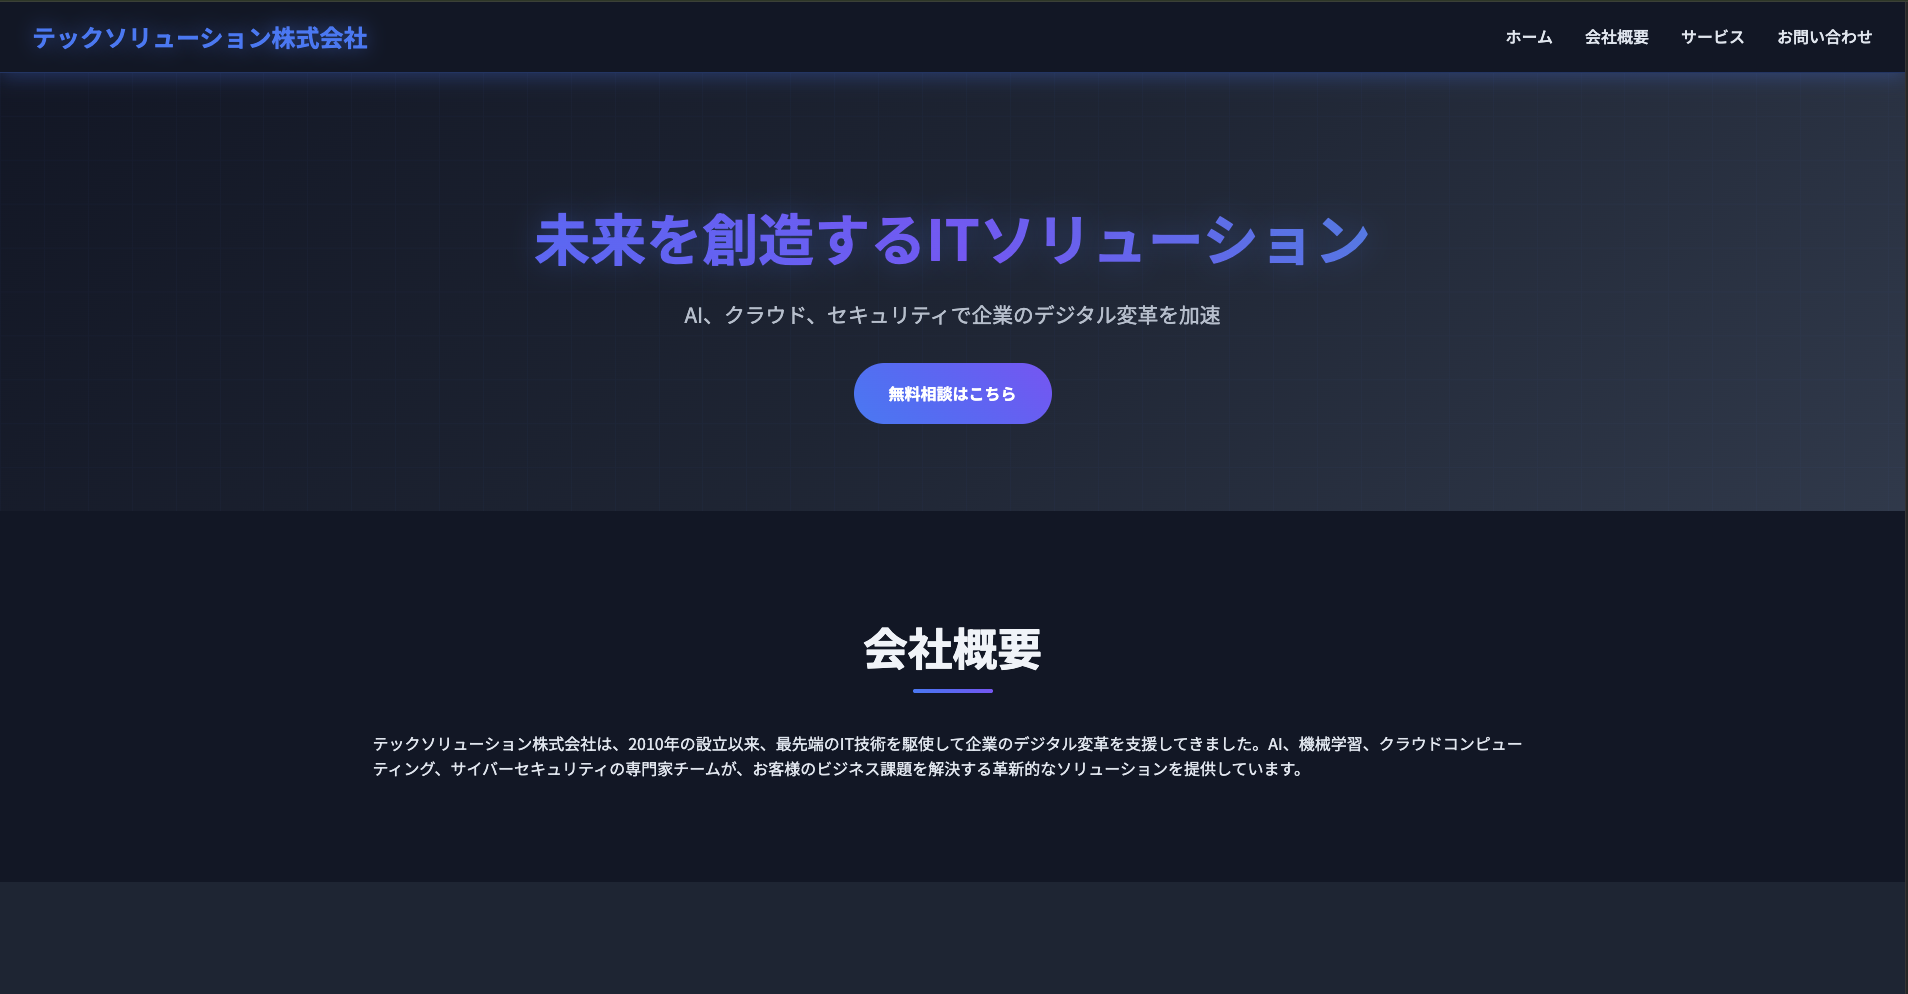 テックソリューション株式会社
ホーム 会社概要 サービス お問い合わせ
未来を創造するITソリューション
AI、クラウド、セキュリティで企業のデジタル変革を加速
無料相談はこちら
会社概要
テックソリューション株式会社は、2010年の設立以来、最先端のIT技術を駆使して企業のデジタル変革を支援してきました。AI、機械学習、クラウドコンピュー
ティング、サイバーセキュリティの専門家チームが、お客様のビジネス課題を解決する革新的なソリューションを提供しています。